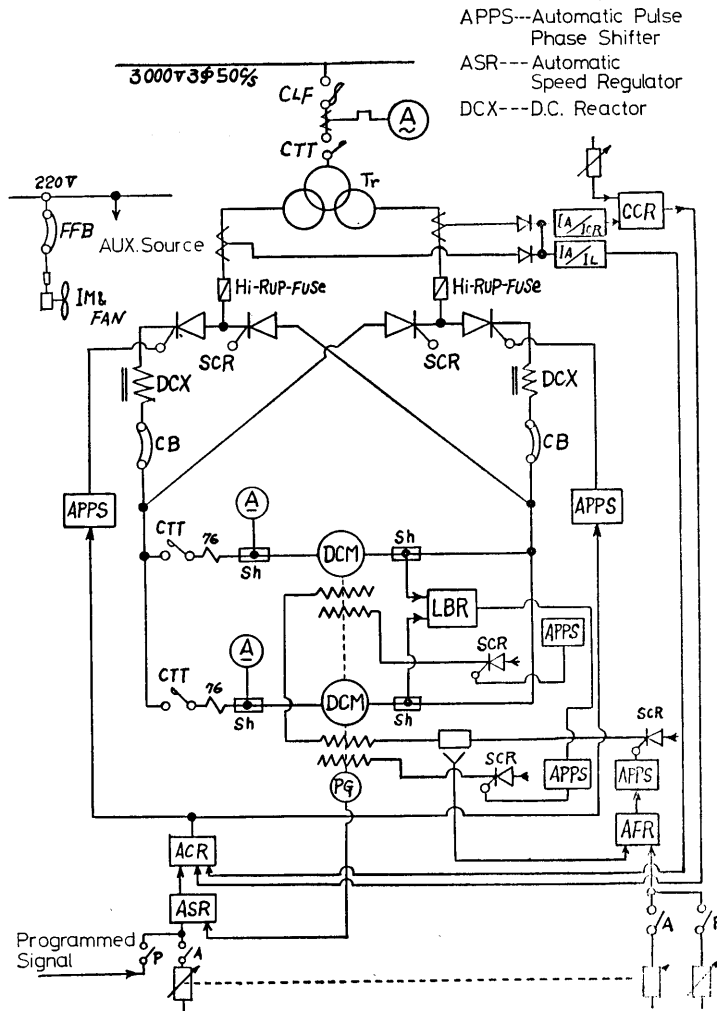 APPS---Automatic Pulse
Phase Shifter
ASR---Automatic
Speed Regulator
DCX---D.C. Reactor
3000V 3ϕ 50C/s
CLF
A
CTT
Tr
220V
FFB
AUX. Source
IM&
FAN
IA/ICR
CCR
IA/IL
Hi-RUP-FUSe
Hi-RUP-FUSe
SCR
SCR
DCX
DCX
CB
CB
APPS
APPS
A
CTT
76
Sh
DCM
Sh
LBR
APPS
SCR
A
CTT
76
Sh
DCM
Sh
SCR
SCR
APPS
APPS
PG
ACR
AFR
ASR
Programmed
Signal
P
A
A